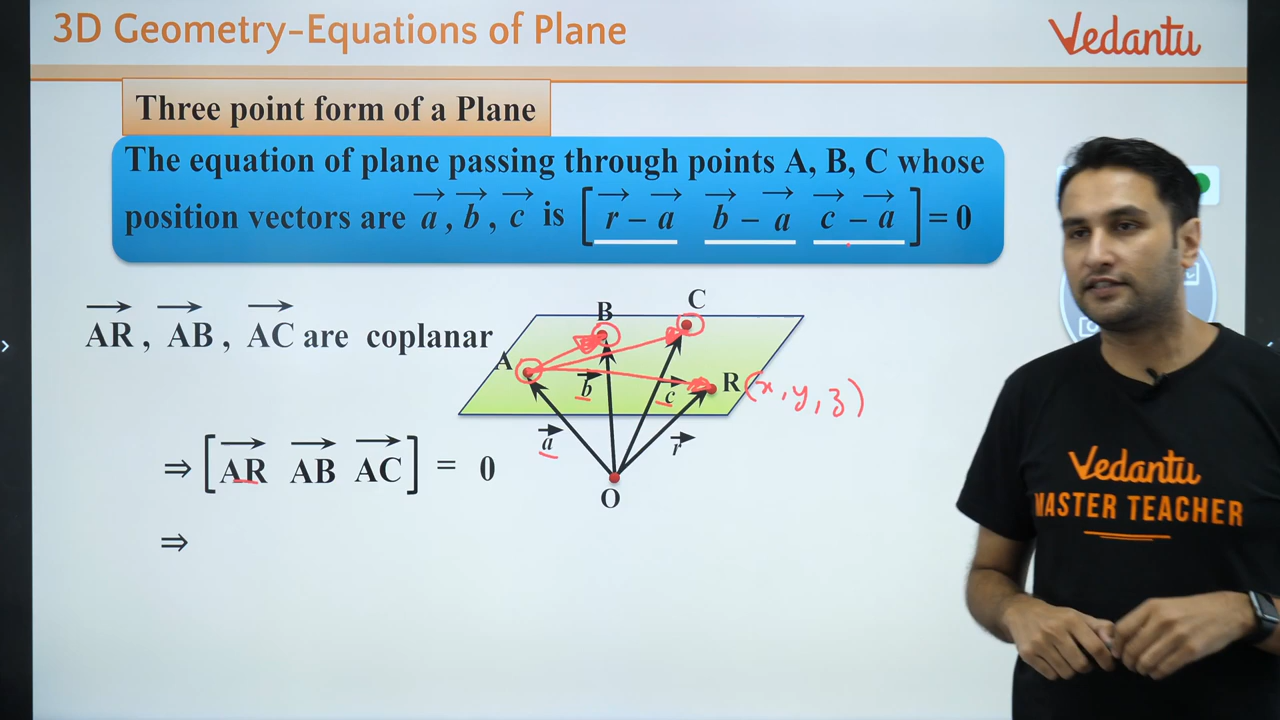 3D Geometry-Equations of Plane
Vedantu
Three point form of a Plane
The equation of plane passing through points A, B, C whose
position vectors are a⃗, b⃗, c⃗ is [r⃗ – a⃗ b⃗ – a⃗ c⃗ – a⃗] = 0
AR⃗, AB⃗, AC⃗ are coplanar
A
B
C
R (x, y, z)
a⃗
b⃗
c⃗
r⃗
O
⇒ [AR⃗ AB⃗ AC⃗] = 0
⇒
Vedantu
MASTER TEACHER